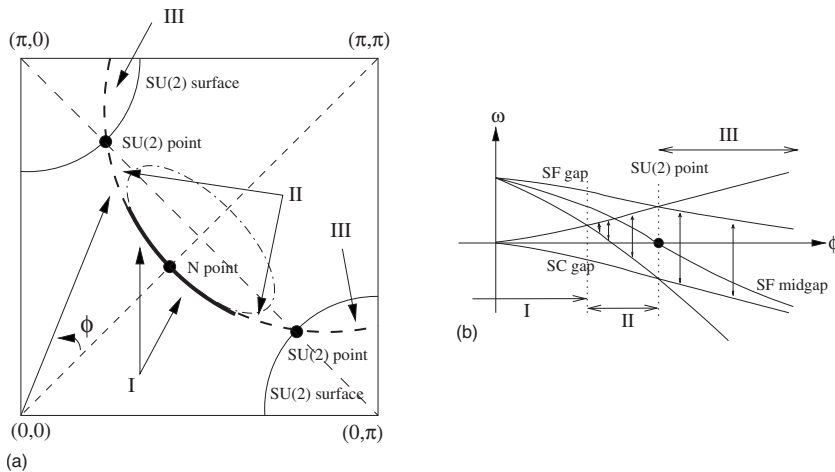 III
(π,0)
(π,π)
SU(2) surface
SU(2) point
II
III
N point
ϕ
SU(2) point
I
SU(2) surface
(0,0)
(0,π)
(a)
ω
III
SU(2) point
SF gap
ϕ
SC gap
SF midgap
I
II
(b)